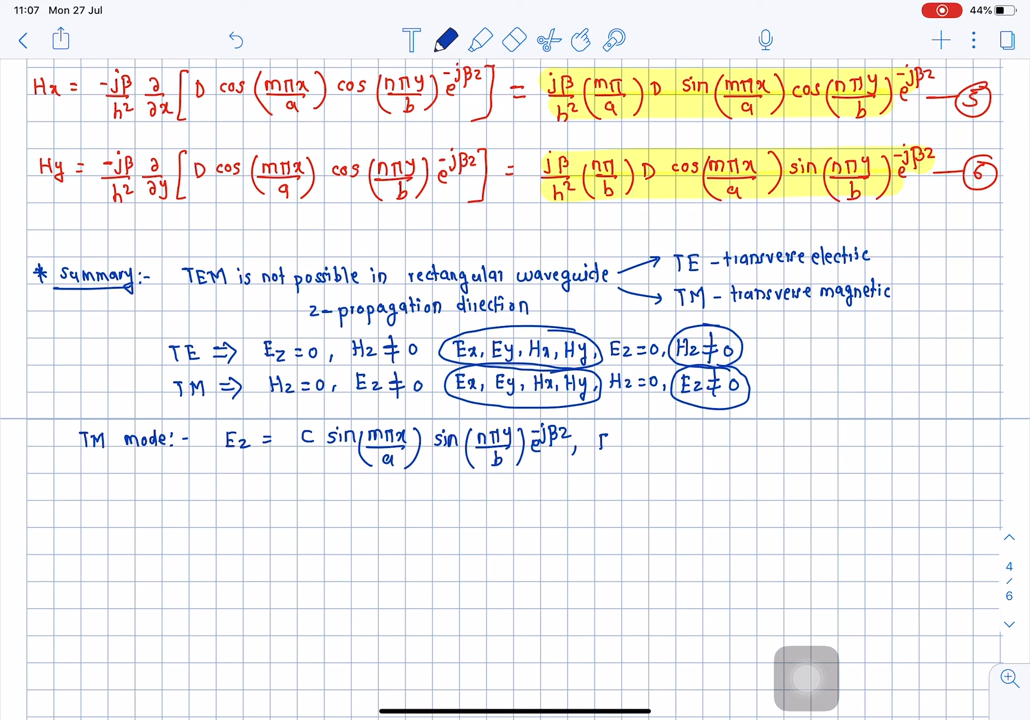 11:07 Mon 27 Jul 44%
Hx = -jβ/h² ∂/∂x [D cos(mπx/a) cos(nπy/b) e^-jβz] = jβ/h² (mπ/a) D sin(mπx/a) cos(nπy/b) e^-jβz — 5
Hy = -jβ/h² ∂/∂y [D cos(mπx/a) cos(nπy/b) e^-jβz] = jβ/h² (nπ/b) D cos(mπx/a) sin(nπy/b) e^-jβz — 6
* Summary:- TEM is not possible in rectangular waveguide → TE - transverse electric
→ TM - transverse magnetic
z - propagation direction
TE ⇒ Ez = 0, Hz ≠ 0 Ex, Ey, Hx, Hy, Ez = 0, Hz ≠ 0
TM ⇒ Hz = 0, Ez ≠ 0 Ex, Ey, Hx, Hy, Hz = 0, Ez ≠ 0
TM mode:- Ez = C sin(mπx/a) sin(nπy/b) e^-jβz,
4
/
6